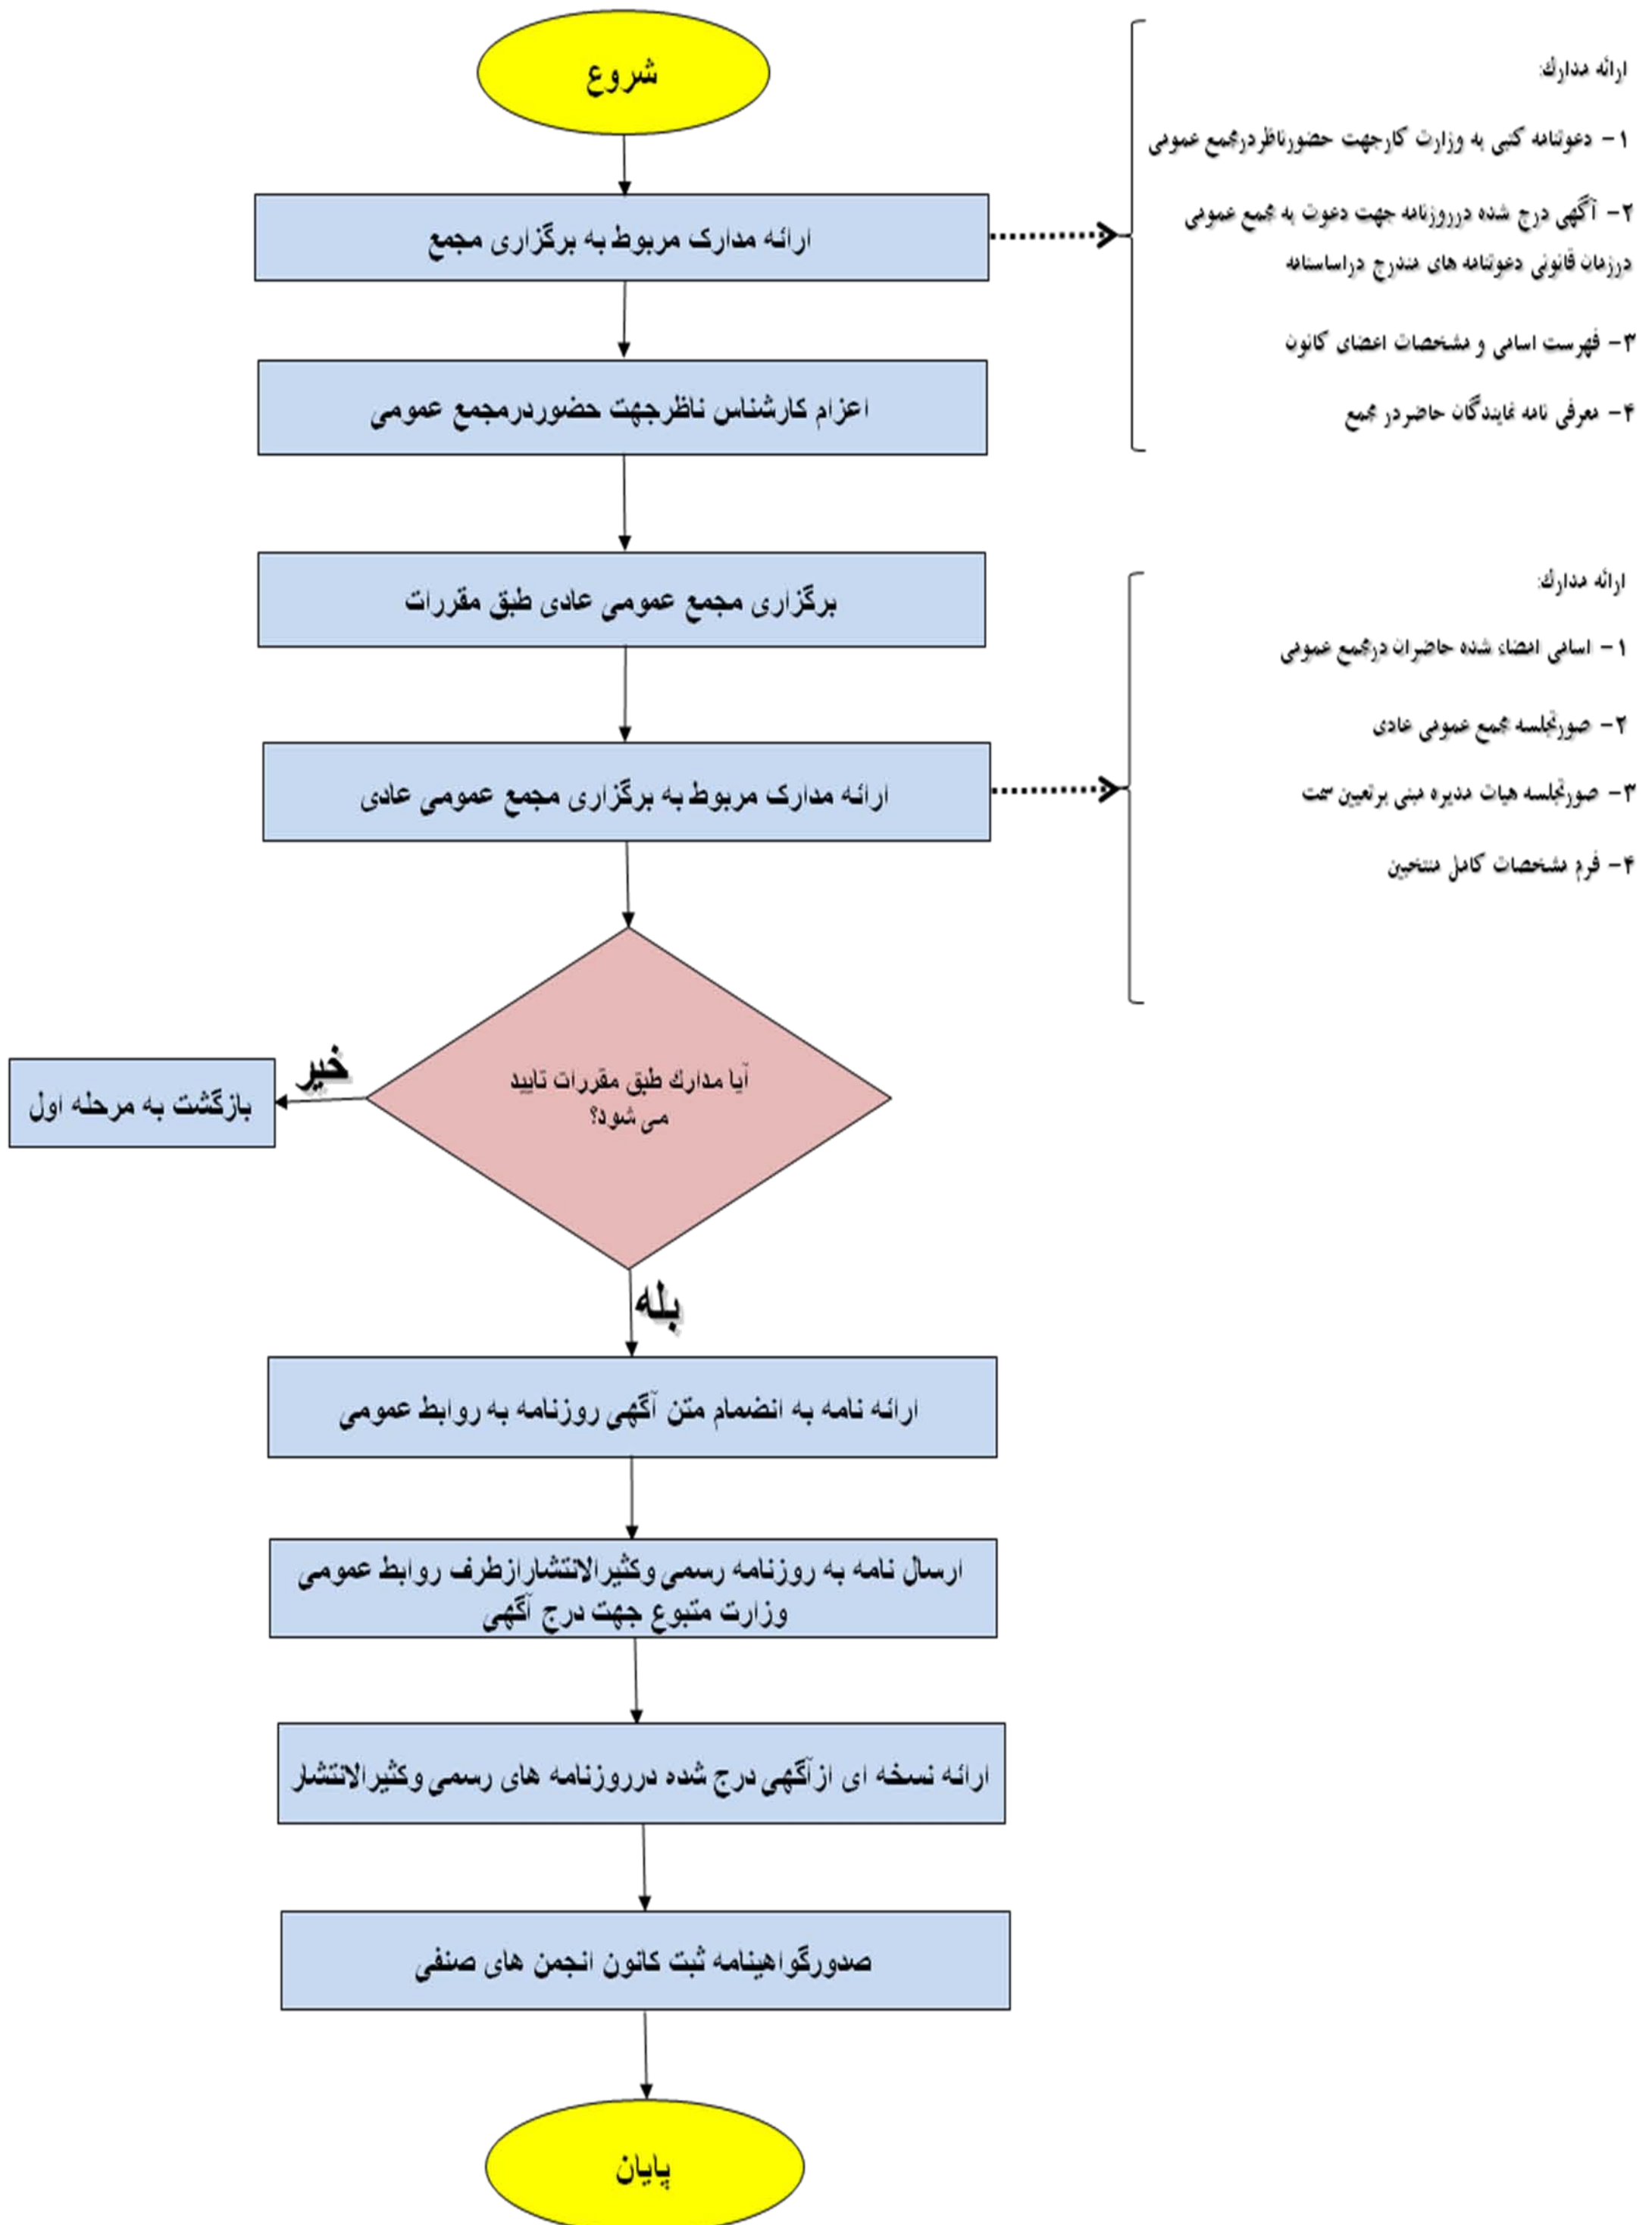 شروع
ارائه مدارک مربوط به برگزاری مجمع
ارائه مدارك:
۱- دعوتنامه کتبی به وزارت کارجهت حضورناظردرمجمع عمومی
۲- آگهی درج شده درروزنامه جهت دعوت به مجمع عمومی
درزمان قانونی دعوتنامه های مندرج دراساسنامه
۳- فهرست اسامی و مشخصات اعضای کانون
۴- معرفی نامه نمایندگان حاضردر مجمع
اعزام کارشناس ناظرجهت حضوردرمجمع عمومی
برگزاری مجمع عمومی عادی طبق مقررات
ارائه مدارک مربوط به برگزاری مجمع عمومی عادی
ارائه مدارك:
۱- اسامی امضاء شده حاضران درمجمع عمومی
۲- صورتجلسه مجمع عمومی عادی
۳- صورتجلسه هیات مدیره مبنی برتعیین سمت
۴- فرم مشخصات کامل منتخبین
آیا مدارك طبق مقررات تایید
می شود؟
خیر
بازگشت به مرحله اول
بله
ارائه نامه به انضمام متن آگهی روزنامه به روابط عمومی
ارسال نامه به روزنامه رسمی وکثیرالانتشارازطرف روابط عمومی
وزارت متبوع جهت درج آگهی
ارائه نسخه ای ازآگهی درج شده درروزنامه های رسمی وکثیرالانتشار
صدورگواهینامه ثبت کانون انجمن های صنفی
پایان